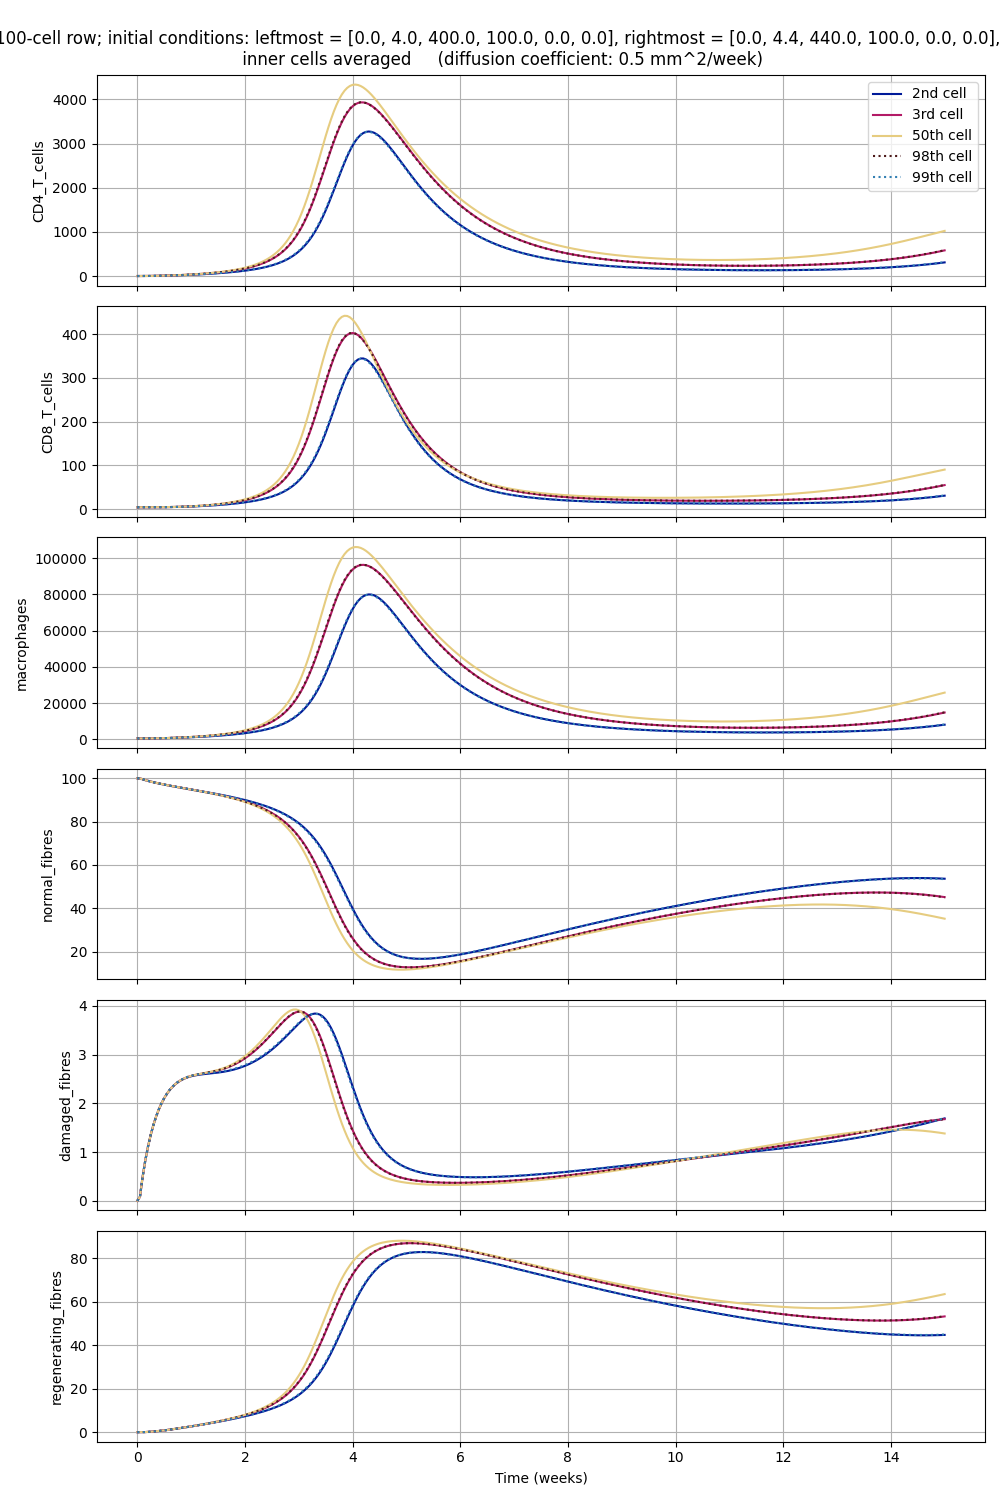 100-cell row; initial conditions: leftmost = [0.0, 4.0, 400.0, 100.0, 0.0, 0.0], rightmost = [0.0, 4.4, 440.0, 100.0, 0.0, 0.0],
inner cells averaged (diffusion coefficient: 0.5 mm^2/week)
CD4_T_cells
4000
3000
2000
1000
0
2nd cell
3rd cell
50th cell
98th cell
99th cell
CD8_T_cells
400
300
200
100
0
macrophages
100000
80000
60000
40000
20000
0
normal_fibres
100
80
60
40
20
damaged_fibres
4
3
2
1
0
regenerating_fibres
80
60
40
20
0
0 2 4 6 8 10 12 14
Time (weeks)